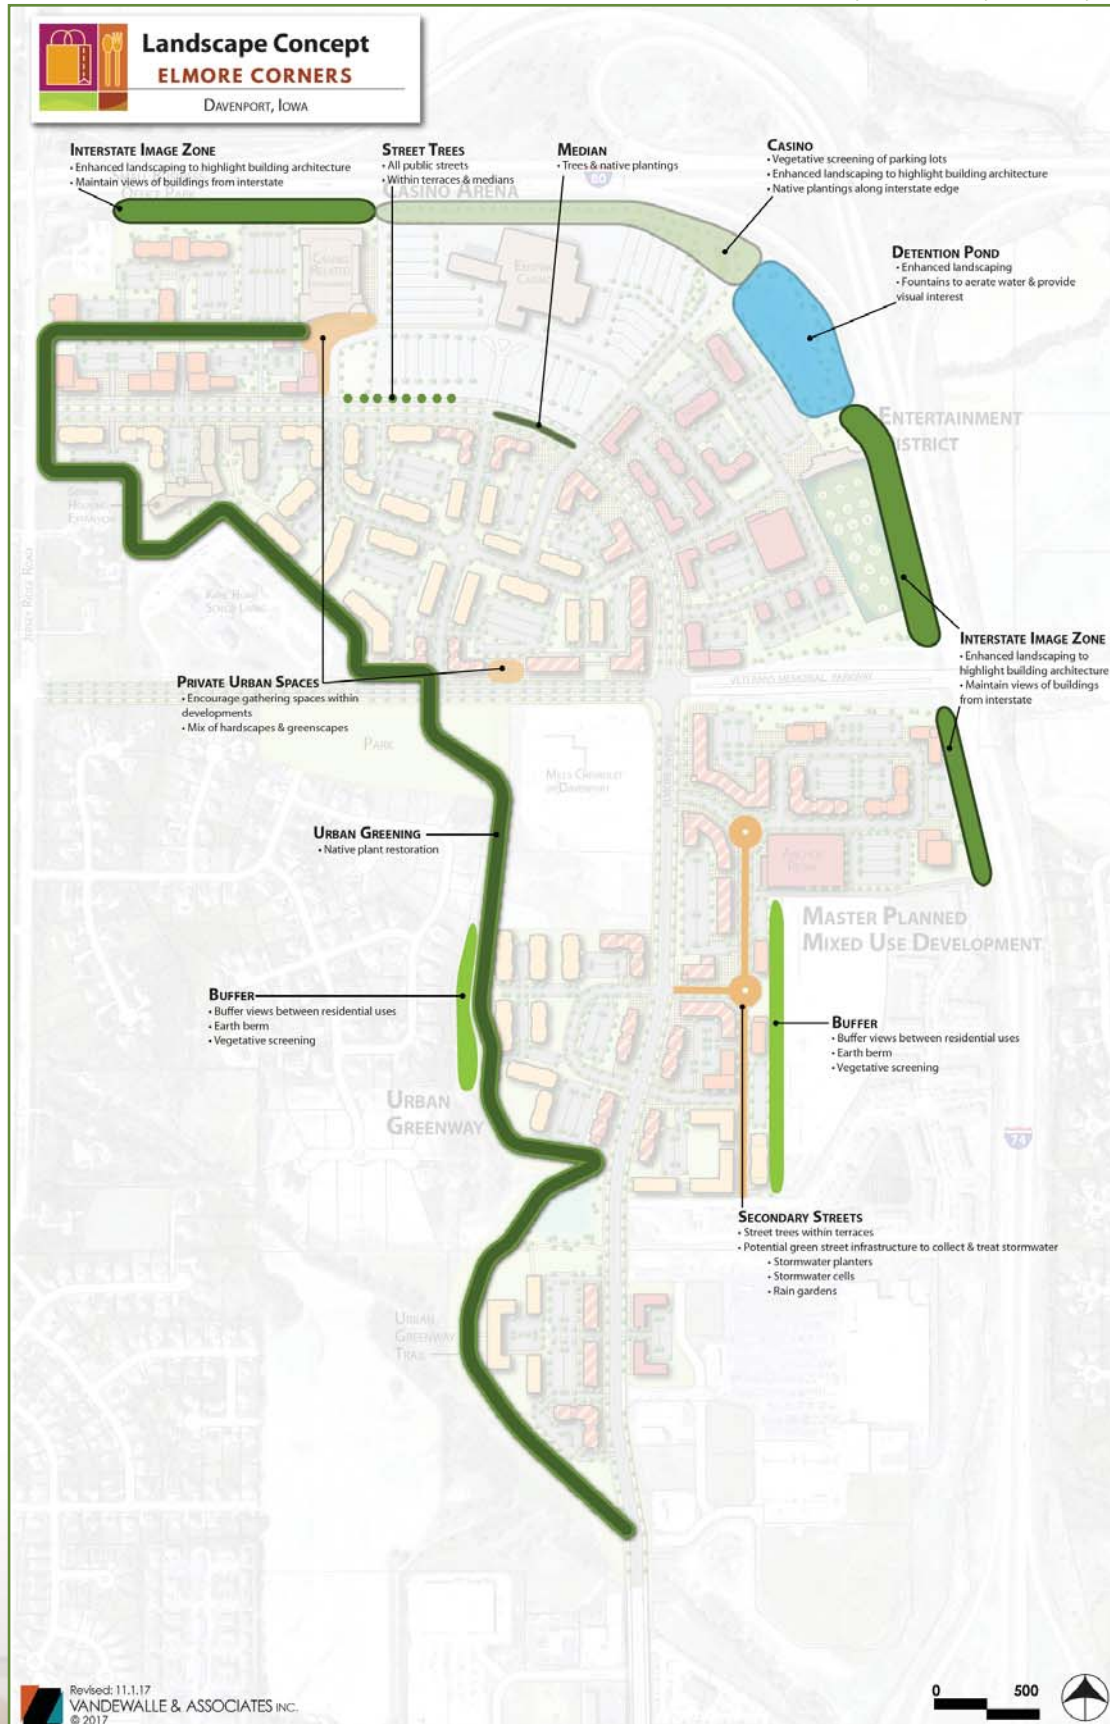 Landscape Concept
ELMORE CORNERS
DAVENPORT, IOWA
INTERSTATE IMAGE ZONE
• Enhanced landscaping to highlight building architecture
• Maintain views of buildings from interstate
STREET TREES
• All public streets
• Within terraces & medians
MEDIAN
• Trees & native plantings
CASINO
• Vegetative screening of parking lots
• Enhanced landscaping to highlight building architecture
• Native plantings along interstate edge
CASINO ARENA
80
DETENTION POND
• Enhanced landscaping
• Fountains to aerate water & provide
visual interest
CASINO
RELATED
ENTERTAINMENT
DISTRICT
INTERSTATE IMAGE ZONE
• Enhanced landscaping to
highlight building architecture
• Maintain views of buildings
from interstate
PRIVATE URBAN SPACES
• Encourage gathering spaces within
developments
• Mix of hardscapes & greenscapes
VETERANS MEMORIAL PARKWAY
PARK
MILLS CHEVROLET
OF DAVENPORT
URBAN GREENING
• Native plant restoration
MASTER PLANNED
MIXED USE DEVELOPMENT
BUFFER
• Buffer views between residential uses
• Earth berm
• Vegetative screening
BUFFER
• Buffer views between residential uses
• Earth berm
• Vegetative screening
URBAN
GREENWAY
74
SECONDARY STREETS
• Street trees within terraces
• Potential green street infrastructure to collect & treat stormwater
• Stormwater planters
• Stormwater cells
• Rain gardens
URBAN
GREENWAY
TRAIL
Revised: 11.1.17
VANDEWALLE & ASSOCIATES INC.
© 2017
0 500